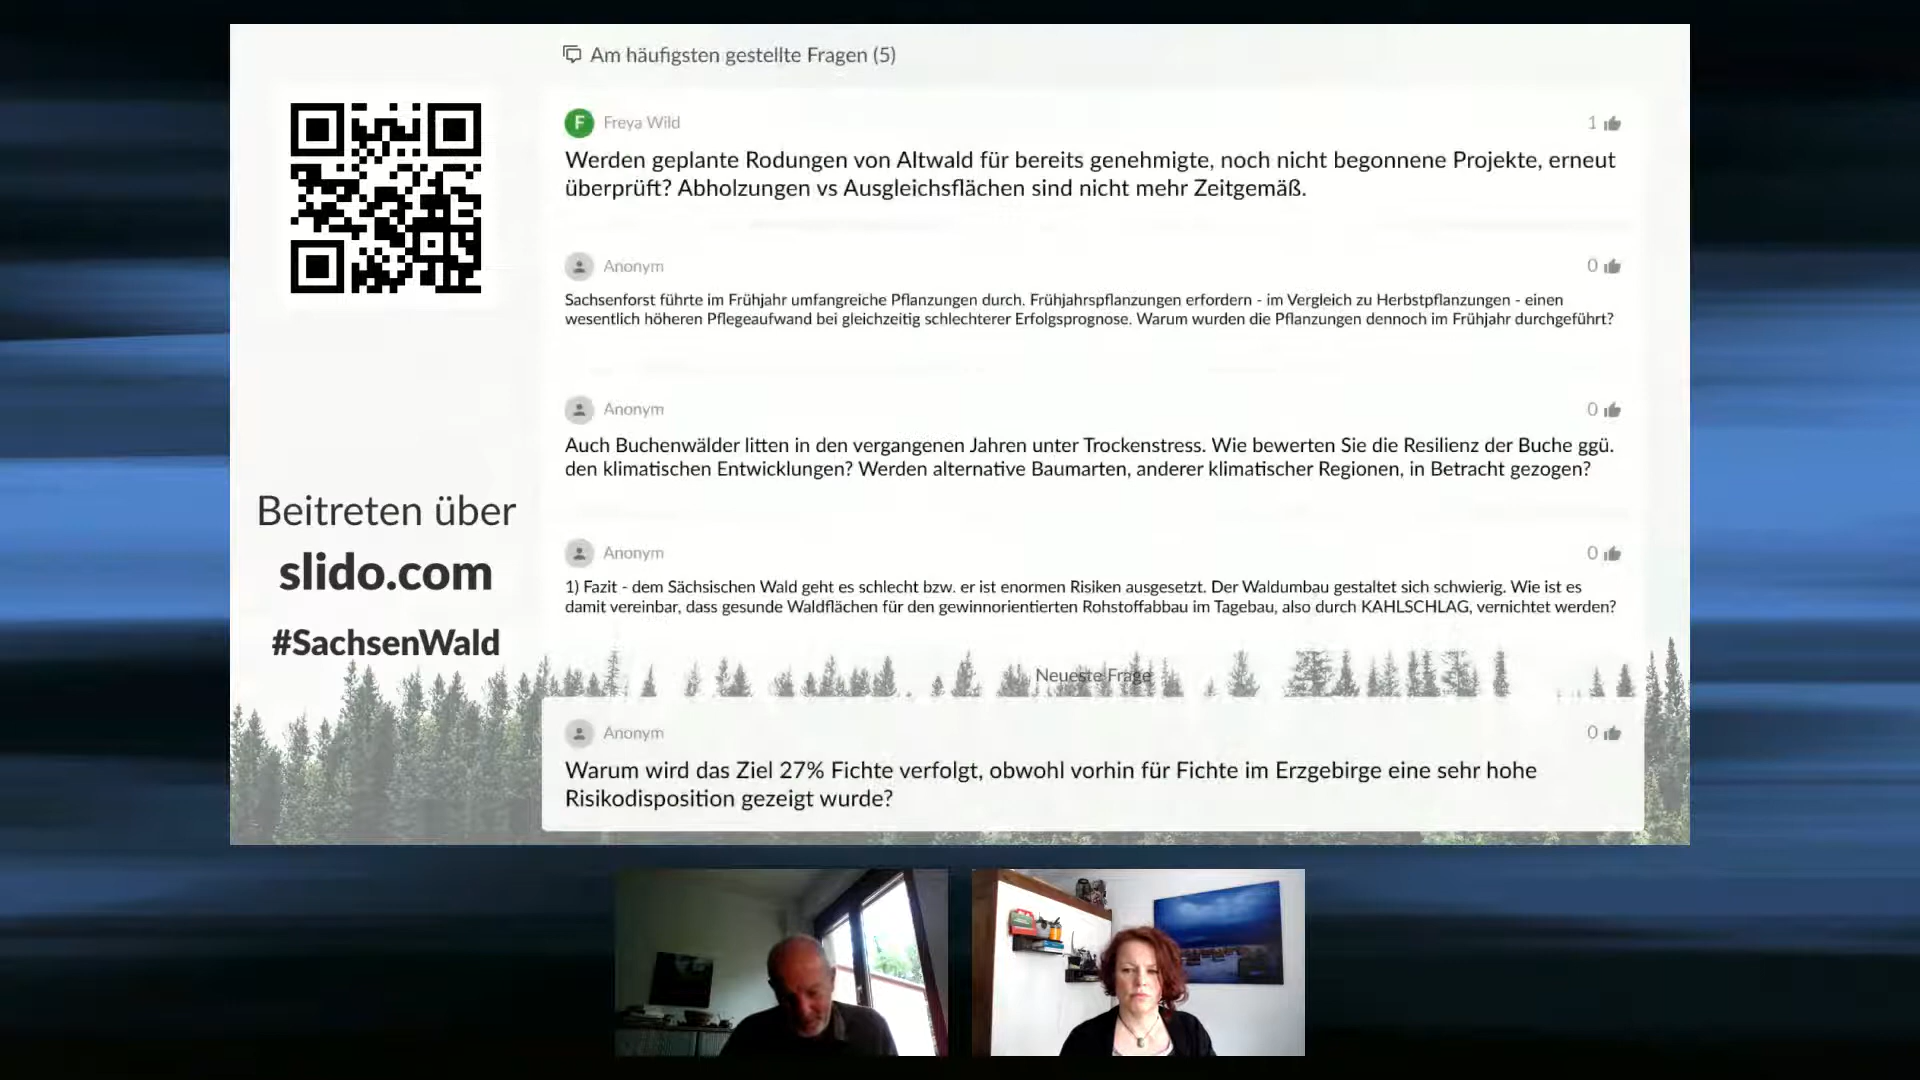 Am häufigsten gestellte Fragen (5)
F Freya Wild 1
Werden geplante Rodungen von Altwald für bereits genehmigte, noch nicht begonnene Projekte, erneut
überprüft? Abholzungen vs Ausgleichsflächen sind nicht mehr Zeitgemäß.
Anonym 0
Sachsenforst führte im Frühjahr umfangreiche Pflanzungen durch. Frühjahrspflanzungen erfordern - im Vergleich zu Herbstpflanzungen - einen
wesentlich höheren Pflegeaufwand bei gleichzeitig schlechterer Erfolgsprognose. Warum wurden die Pflanzungen dennoch im Frühjahr durchgeführt?
Anonym 0
Auch Buchenwälder litten in den vergangenen Jahren unter Trockenstress. Wie bewerten Sie die Resilienz der Buche ggü.
den klimatischen Entwicklungen? Werden alternative Baumarten, anderer klimatischer Regionen, in Betracht gezogen?
Anonym 0
1) Fazit - dem Sächsischen Wald geht es schlecht bzw. er ist enormen Risiken ausgesetzt. Der Waldumbau gestaltet sich schwierig. Wie ist es
damit vereinbar, dass gesunde Waldflächen für den gewinnorientierten Rohstoffabbau im Tagebau, also durch KAHLSCHLAG, vernichtet werden?
Neueste Frage
Anonym 0
Warum wird das Ziel 27% Fichte verfolgt, obwohl vorhin für Fichte im Erzgebirge eine sehr hohe
Risikodisposition gezeigt wurde?
Beitreten über
slido.com
#SachsenWald